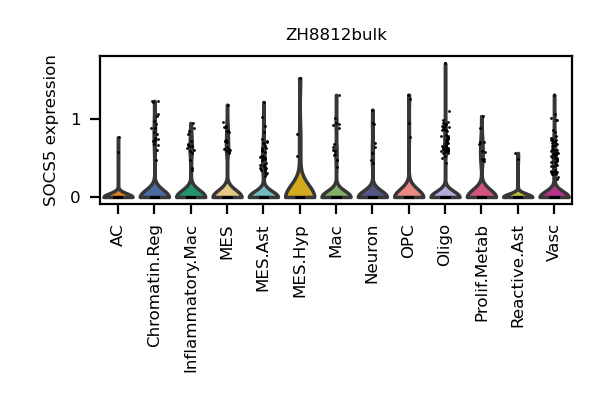 ZH8812bulk
SOCS5 expression
1
0
AC
Chromatin.Reg
Inflammatory.Mac
MES
MES.Ast
MES.Hyp
Mac
Neuron
OPC
Oligo
Prolif.Metab
Reactive.Ast
Vasc